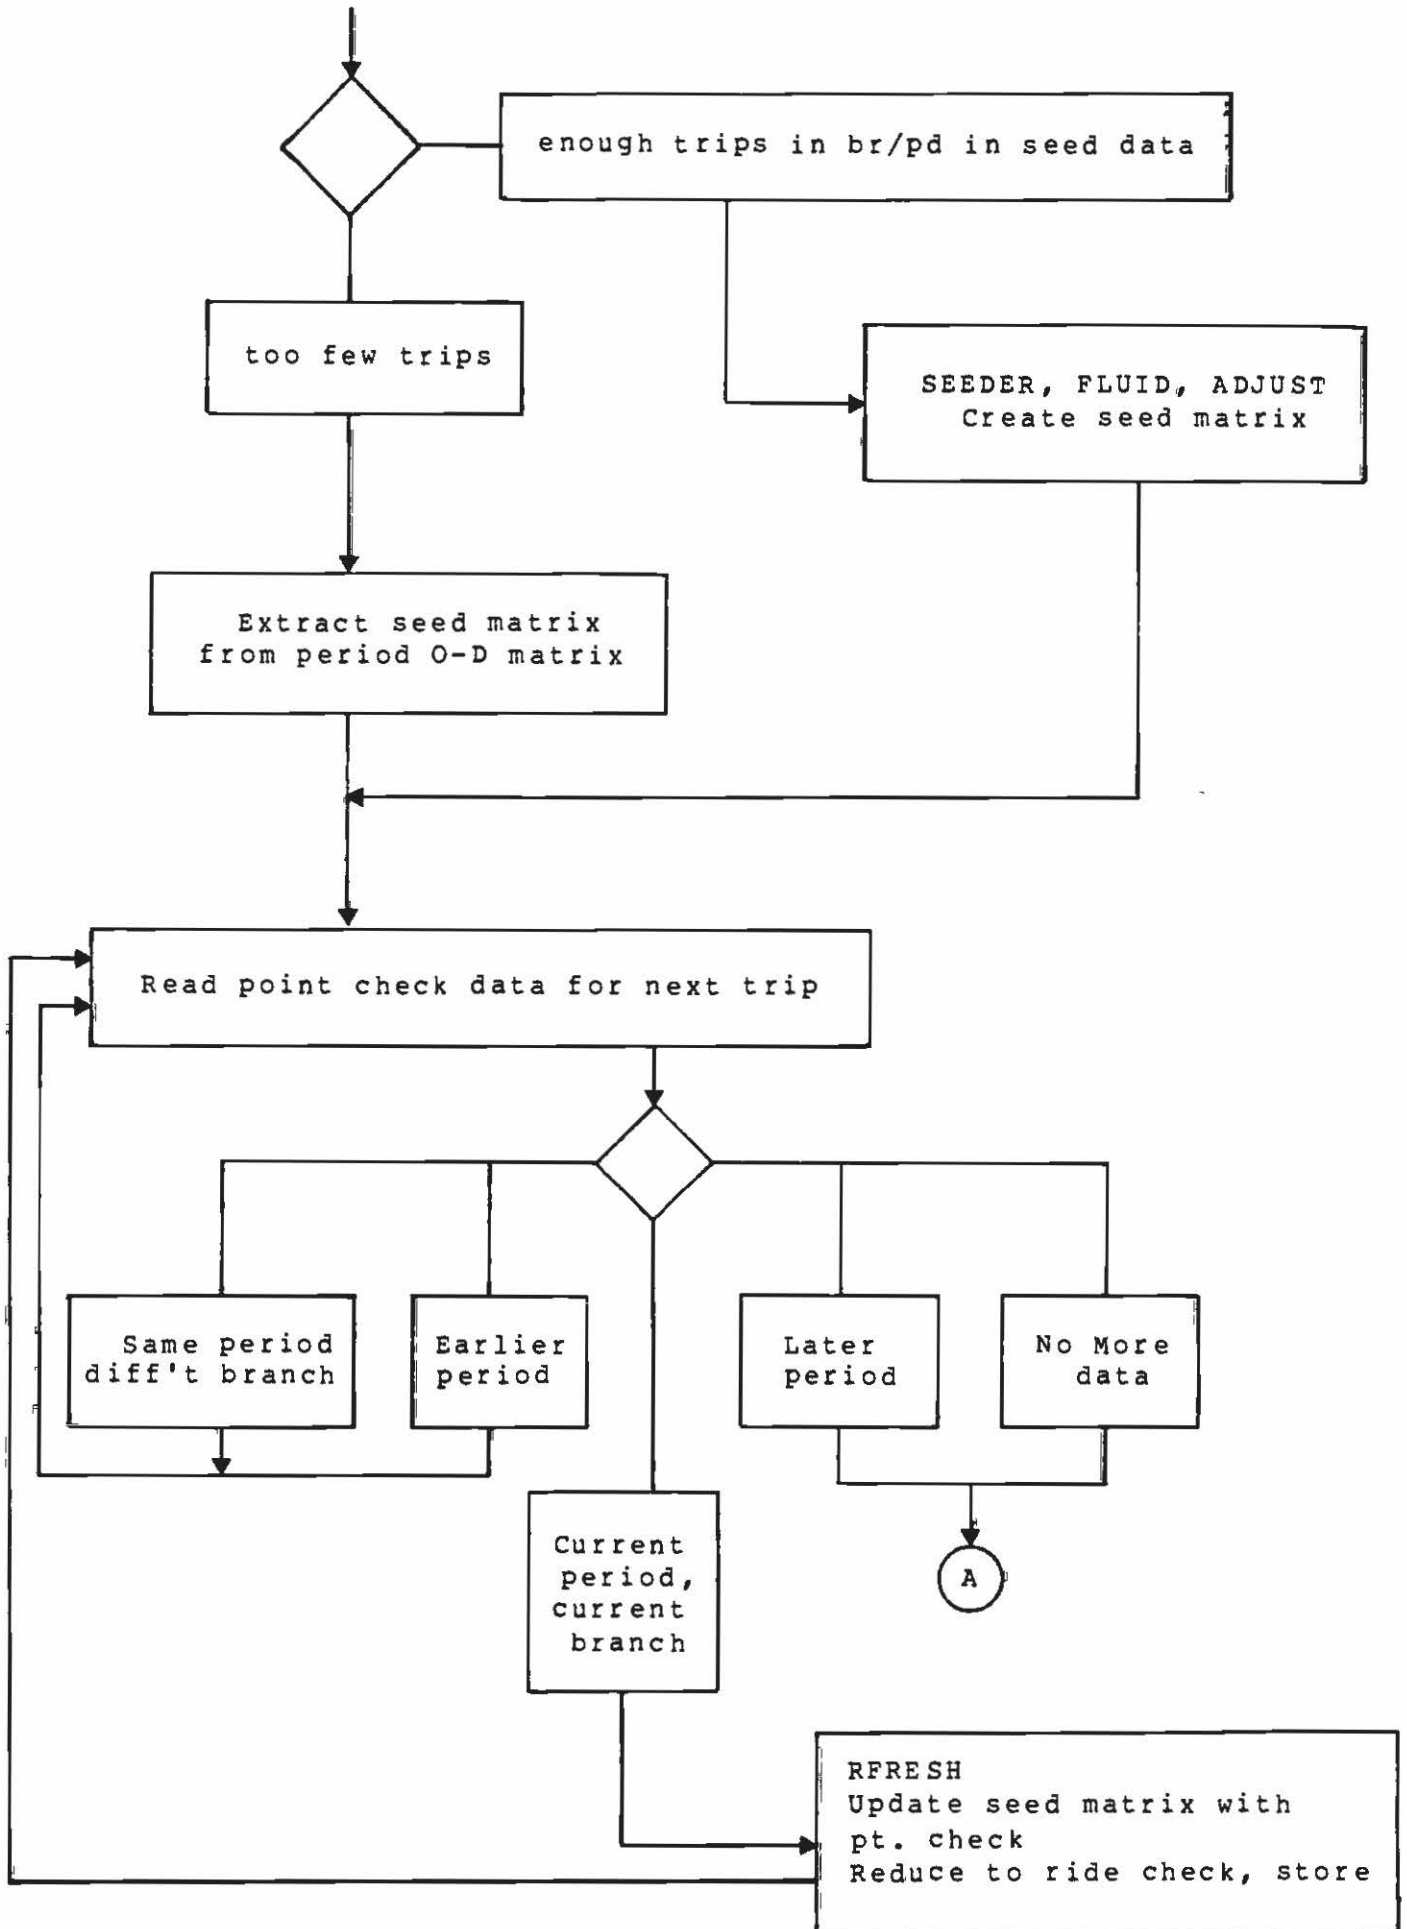 enough trips in br/pd in seed data
too few trips
SEEDER, FLUID, ADJUST
Create seed matrix
Extract seed matrix
from period O-D matrix
Read point check data for next trip
Same period
diff't branch
Earlier
period
Later
period
No More
data
Current
period,
current
branch
A
RFRESH
Update seed matrix with
pt. check
Reduce to ride check, store